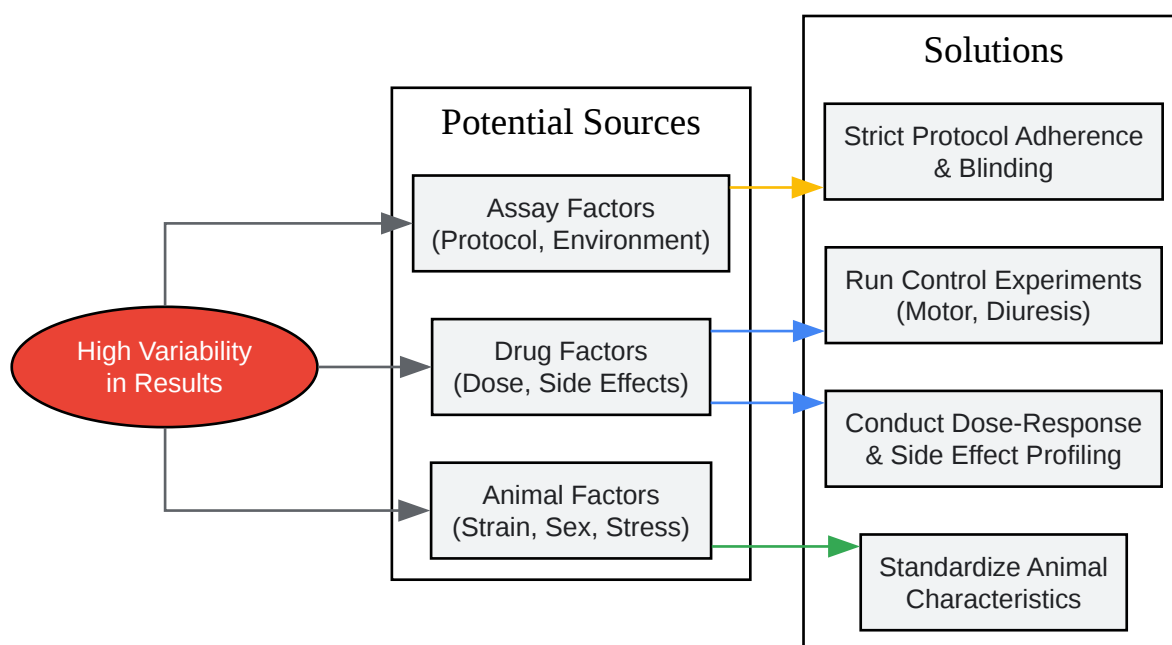 High Variability
in Results
Potential Sources
Assay Factors
(Protocol, Environment)
Drug Factors
(Dose, Side Effects)
Animal Factors
(Strain, Sex, Stress)
Solutions
Strict Protocol Adherence
& Blinding
Run Control Experiments
(Motor, Diuresis)
Conduct Dose-Response
& Side Effect Profiling
Standardize Animal
Characteristics